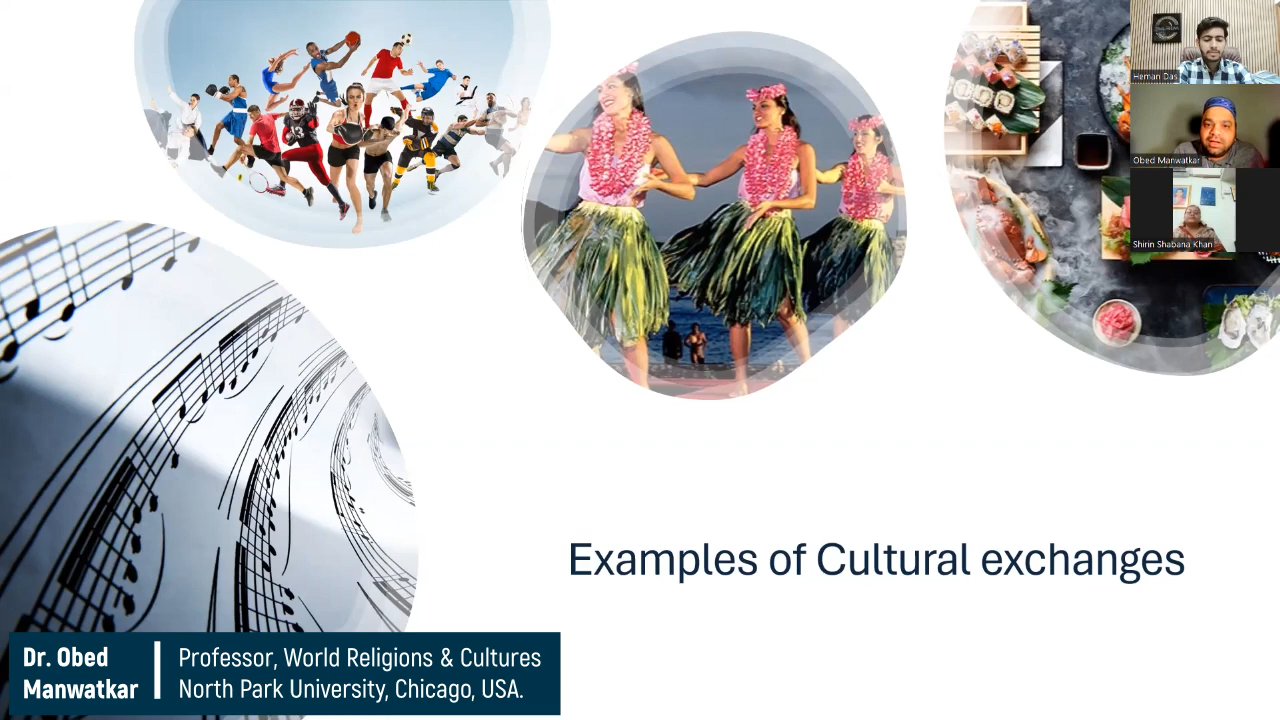 Heman Das
Obed Manwatkar
Shirin Shabana Khan
Examples of Cultural exchanges
Dr. Obed
Manwatkar
Professor, World Religions & Cultures
North Park University, Chicago, USA.